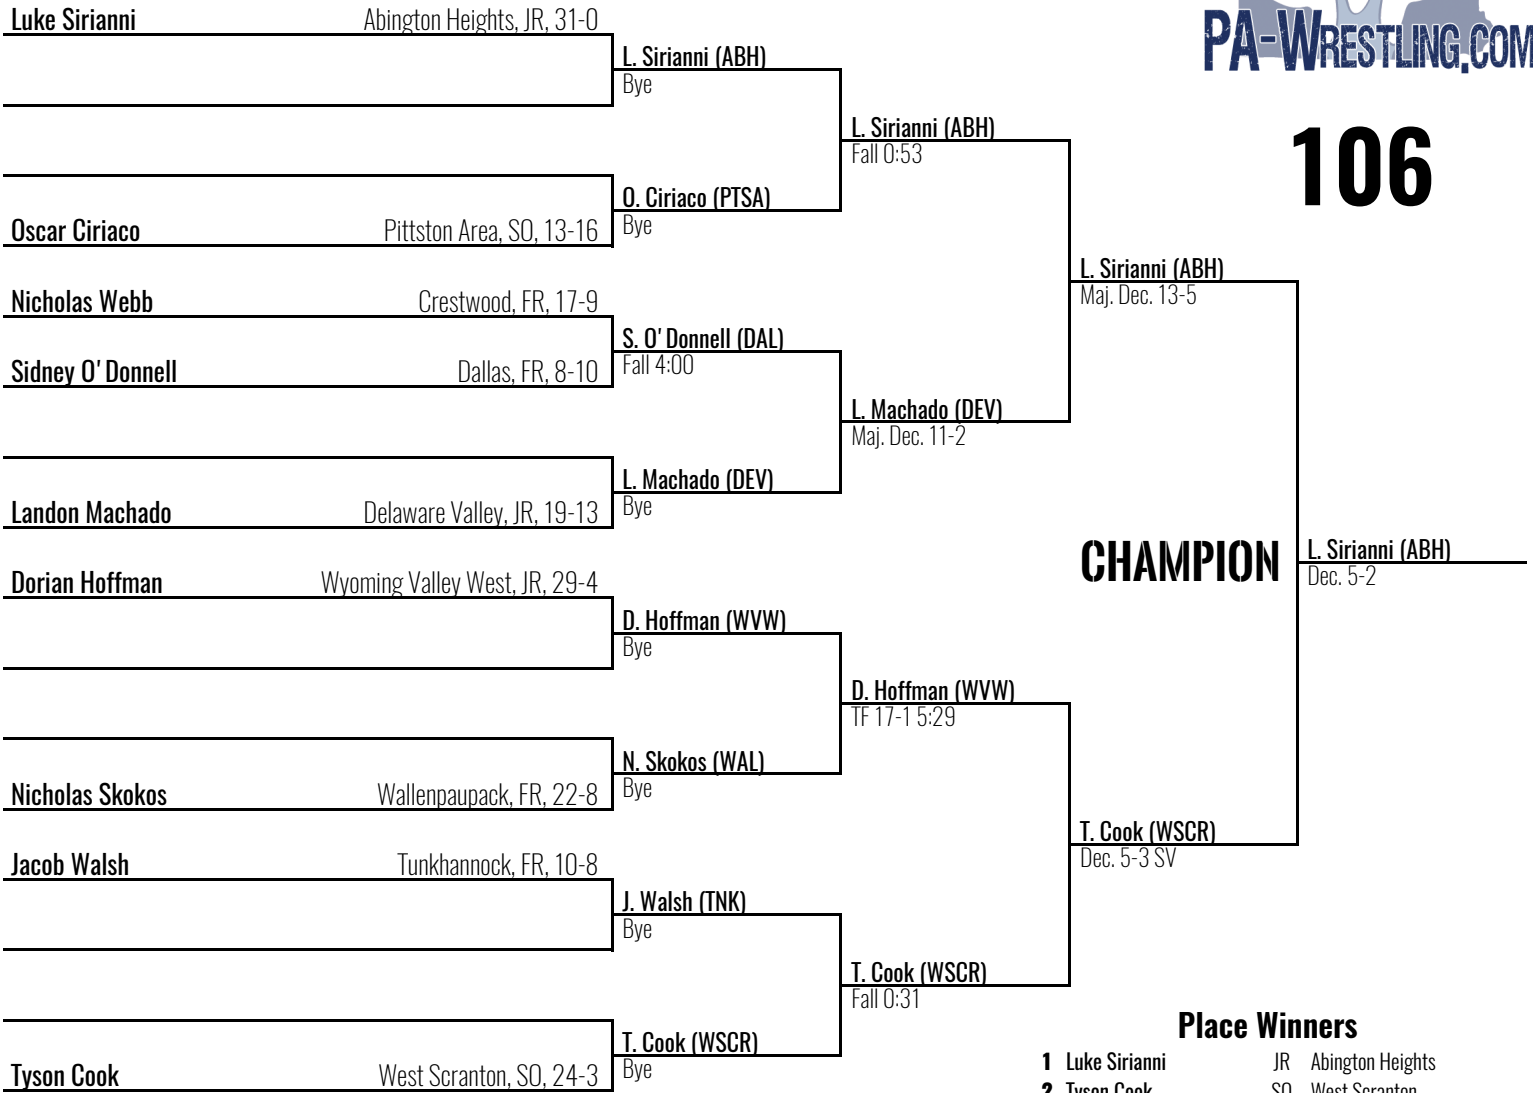 PA-WRESTLING.COM
106
Luke Sirianni Abington Heights, JR, 31-0
L. Sirianni (ABH)
Bye
L. Sirianni (ABH)
Fall 0:53
O. Ciriaco (PTSA)
Bye
Oscar Ciriaco Pittston Area, SO, 13-16
L. Sirianni (ABH)
Maj. Dec. 13-5
Nicholas Webb Crestwood, FR, 17-9
S. O'Donnell (DAL)
Fall 4:00
Sidney O'Donnell Dallas, FR, 8-10
L. Machado (DEV)
Maj. Dec. 11-2
L. Machado (DEV)
Bye
Landon Machado Delaware Valley, JR, 19-13
CHAMPION
L. Sirianni (ABH)
Dec. 5-2
Dorian Hoffman Wyoming Valley West, JR, 29-4
D. Hoffman (WVW)
Bye
D. Hoffman (WVW)
TF 17-1 5:29
N. Skokos (WAL)
Bye
Nicholas Skokos Wallenpaupack, FR, 22-8
T. Cook (WSCR)
Dec. 5-3 SV
Jacob Walsh Tunkhannock, FR, 10-8
J. Walsh (TNK)
Bye
T. Cook (WSCR)
Fall 0:31
T. Cook (WSCR)
Bye
Tyson Cook West Scranton, SO, 24-3
Place Winners
1 Luke Sirianni JR Abington Heights
2 Tyson Cook SO West Scranton